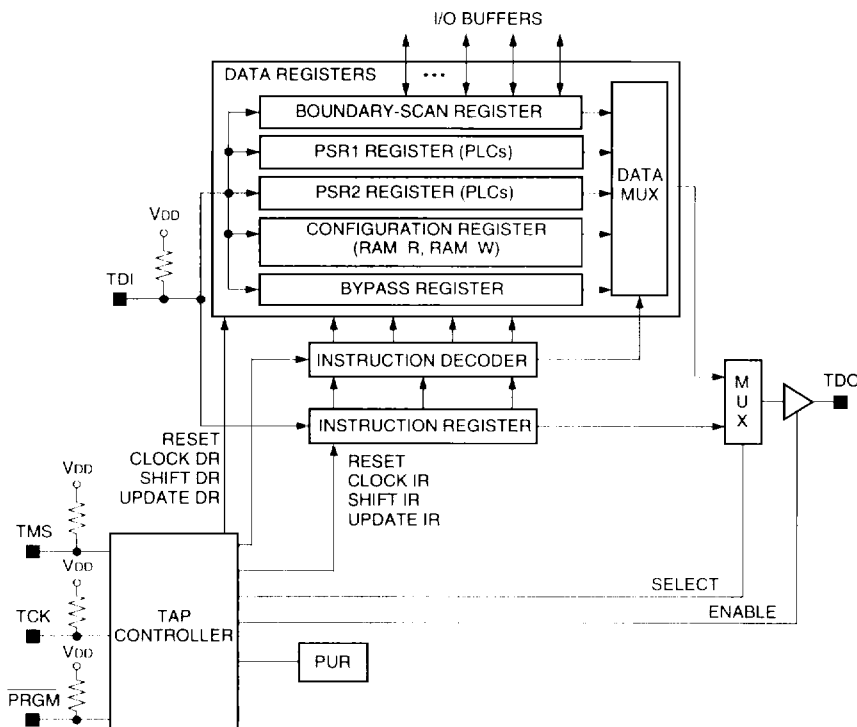 I/O BUFFERS
DATA REGISTERS
•••
BOUNDARY-SCAN REGISTER
PSR1 REGISTER (PLCs)
PSR2 REGISTER (PLCs)
CONFIGURATION REGISTER
(RAM_R, RAM_W)
BYPASS REGISTER
DATA
MUX
VDD
TDI
INSTRUCTION DECODER
INSTRUCTION REGISTER
M
U
X
TDO
RESET
CLOCK DR
SHIFT DR
UPDATE DR
RESET
CLOCK IR
SHIFT IR
UPDATE IR
VDD
TMS
VDD
TCK
VDD
PRGM
TAP
CONTROLLER
SELECT
ENABLE
PUR